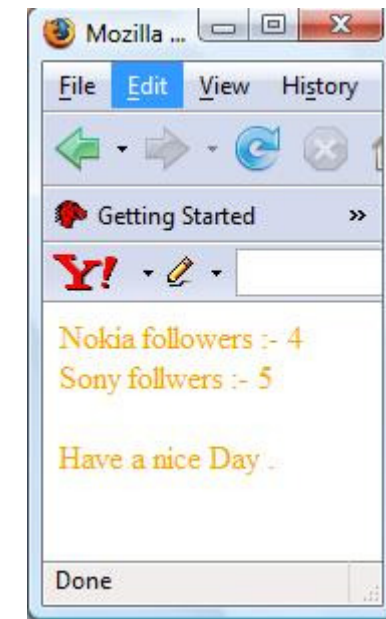 Mozilla ...
File Edit View History
Getting Started »
Y!
Nokia followers :- 4
Sony follwers :- 5
Have a nice Day .
Done